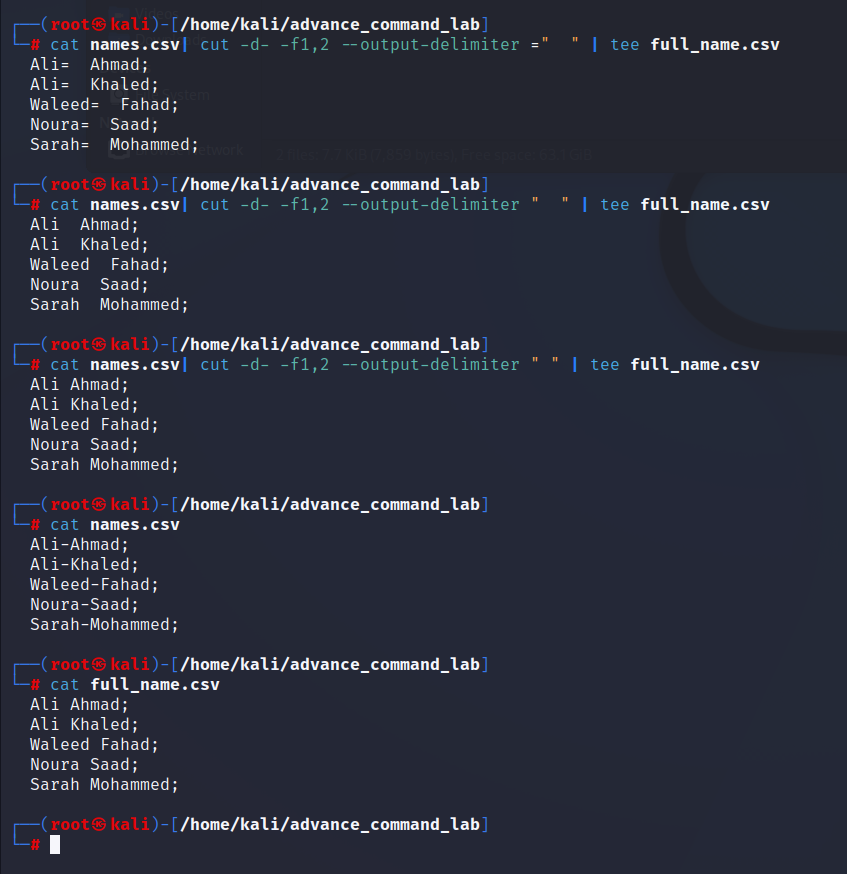 ┌──(root㉿kali)-[/home/kali/advance_command_lab]
└─# cat names.csv| cut -d- -f1,2 --output-delimiter ="  " | tee full_name.csv
  Ali=  Ahmad;
  Ali=  Khaled;
  Waleed=  Fahad;
  Noura=  Saad;
  Sarah=  Mohammed;

┌──(root㉿kali)-[/home/kali/advance_command_lab]
└─# cat names.csv| cut -d- -f1,2 --output-delimiter "  " | tee full_name.csv
  Ali  Ahmad;
  Ali  Khaled;
  Waleed  Fahad;
  Noura  Saad;
  Sarah  Mohammed;

┌──(root㉿kali)-[/home/kali/advance_command_lab]
└─# cat names.csv| cut -d- -f1,2 --output-delimiter " " | tee full_name.csv
  Ali Ahmad;
  Ali Khaled;
  Waleed Fahad;
  Noura Saad;
  Sarah Mohammed;

┌──(root㉿kali)-[/home/kali/advance_command_lab]
└─# cat names.csv
  Ali-Ahmad;
  Ali-Khaled;
  Waleed-Fahad;
  Noura-Saad;
  Sarah-Mohammed;

┌──(root㉿kali)-[/home/kali/advance_command_lab]
└─# cat full_name.csv
  Ali Ahmad;
  Ali Khaled;
  Waleed Fahad;
  Noura Saad;
  Sarah Mohammed;

┌──(root㉿kali)-[/home/kali/advance_command_lab]
└─#